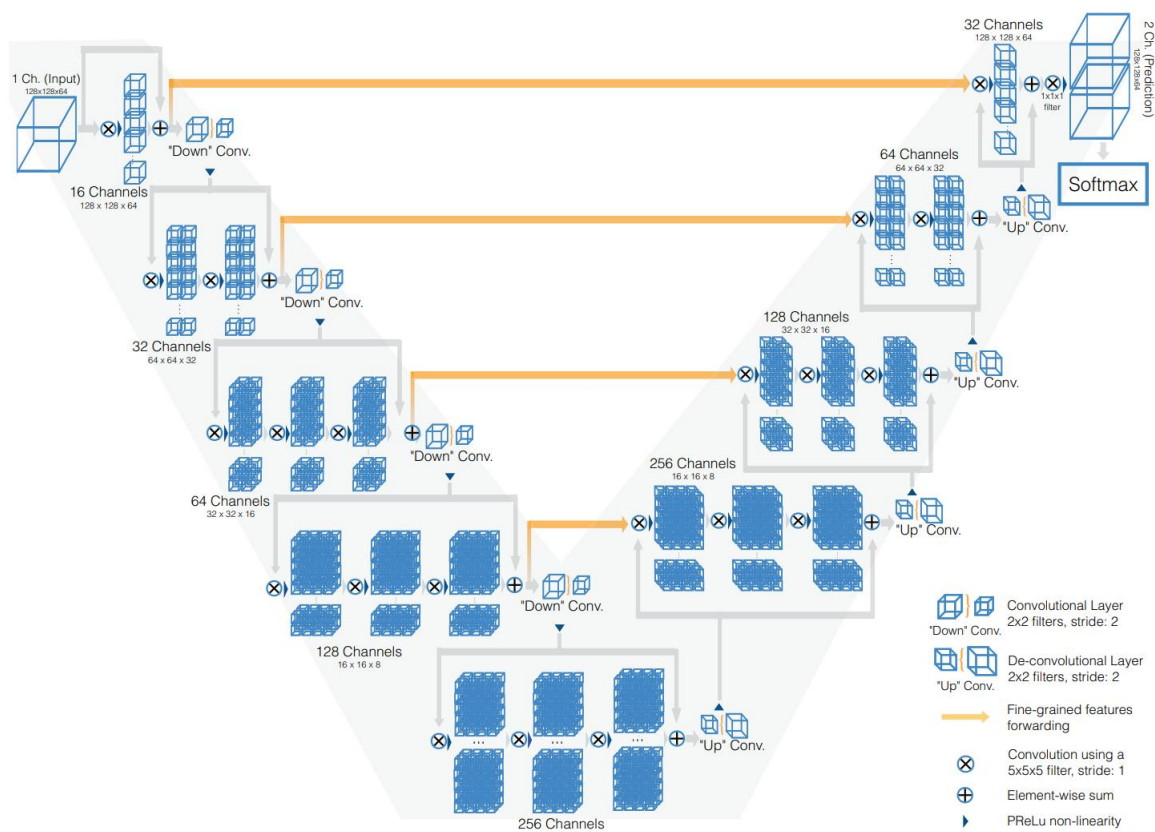 1 Ch. (Input)
128x128x64
"Down" Conv.
16 Channels
128 x 128 x 64
"Down" Conv.
32 Channels
64 x 64 x 32
"Down" Conv.
64 Channels
32 x 32 x 16
"Down" Conv.
128 Channels
16 x 16 x 8
256 Channels
"Up" Conv.
256 Channels
16 x 16 x 8
"Up" Conv.
128 Channels
32 x 32 x 16
"Up" Conv.
64 Channels
64 x 64 x 32
"Up" Conv.
32 Channels
128 x 128 x 64
1x1x1
filter
2 Ch. (Prediction)
128x128x64
Softmax
"Down" Conv.
Convolutional Layer
2x2 filters, stride: 2
"Up" Conv.
De-convolutional Layer
2x2 filters, stride: 2
Fine-grained features
forwarding
Convolution using a
5x5x5 filter, stride: 1
Element-wise sum
PReLu non-linearity